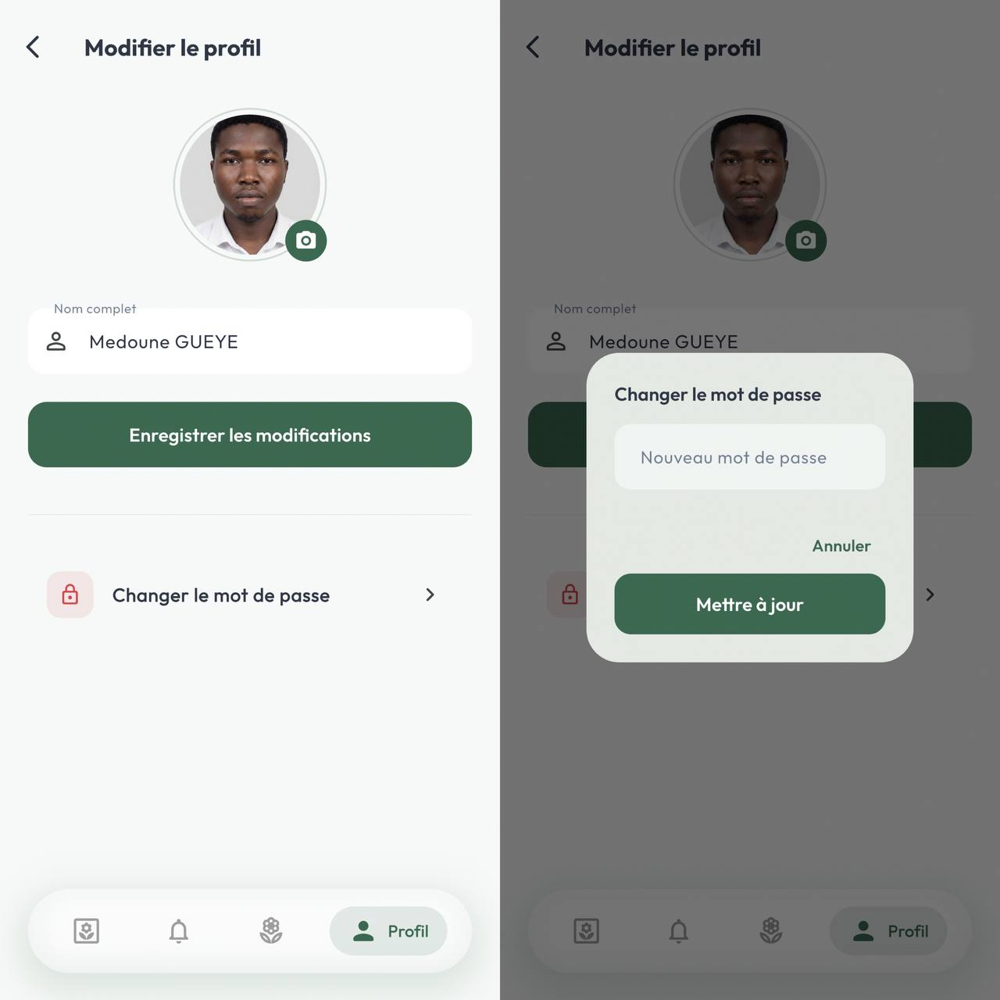 Modifier le profil
Nom complet
Medoune GUEYE
Enregistrer les modifications
Changer le mot de passe
Profil
Modifier le profil
Nom complet
Medoune GUEYE
Changer le mot de passe
Nouveau mot de passe
Annuler
Mettre à jour
Profil